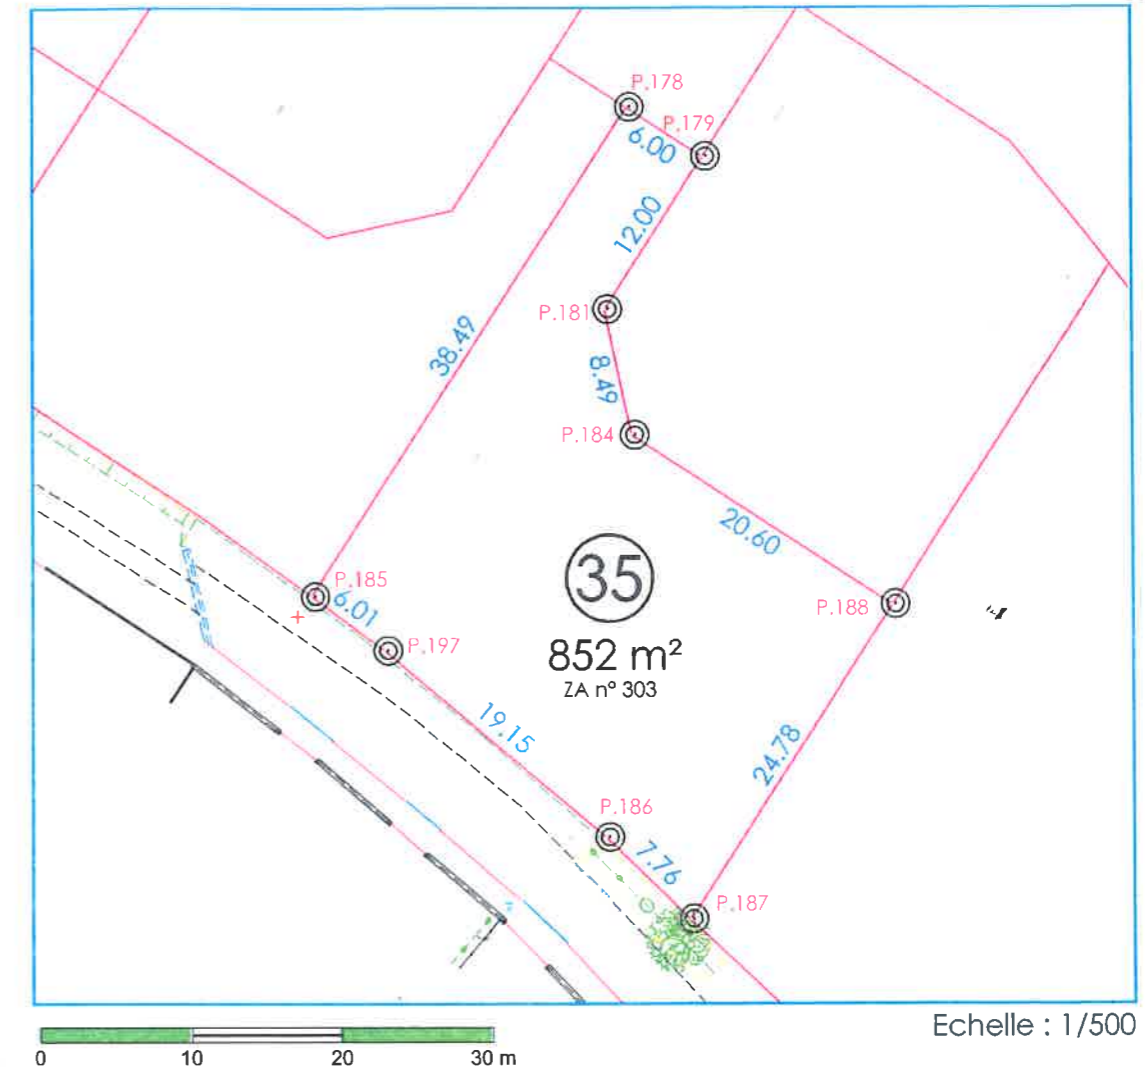 P.178
P.179
6.00
12.00
P.181
38.49
8.49
P.184
20.60
35
P.185
6.01
P.188
P.197
852 m²
ZA nº 303
19.15
24.78
P.186
7.76
P.187
Echelle : 1/500
0 10 20 30 m